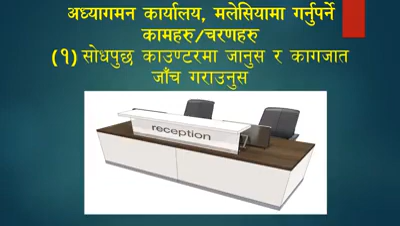 अध्यागमन कार्यालय, मलेसियामा गर्नुपर्ने
कामहरु/चरणहरु
(१) सोधपुछ काउण्टरमा जानुस र कागजात
जाँच गराउनुस
reception